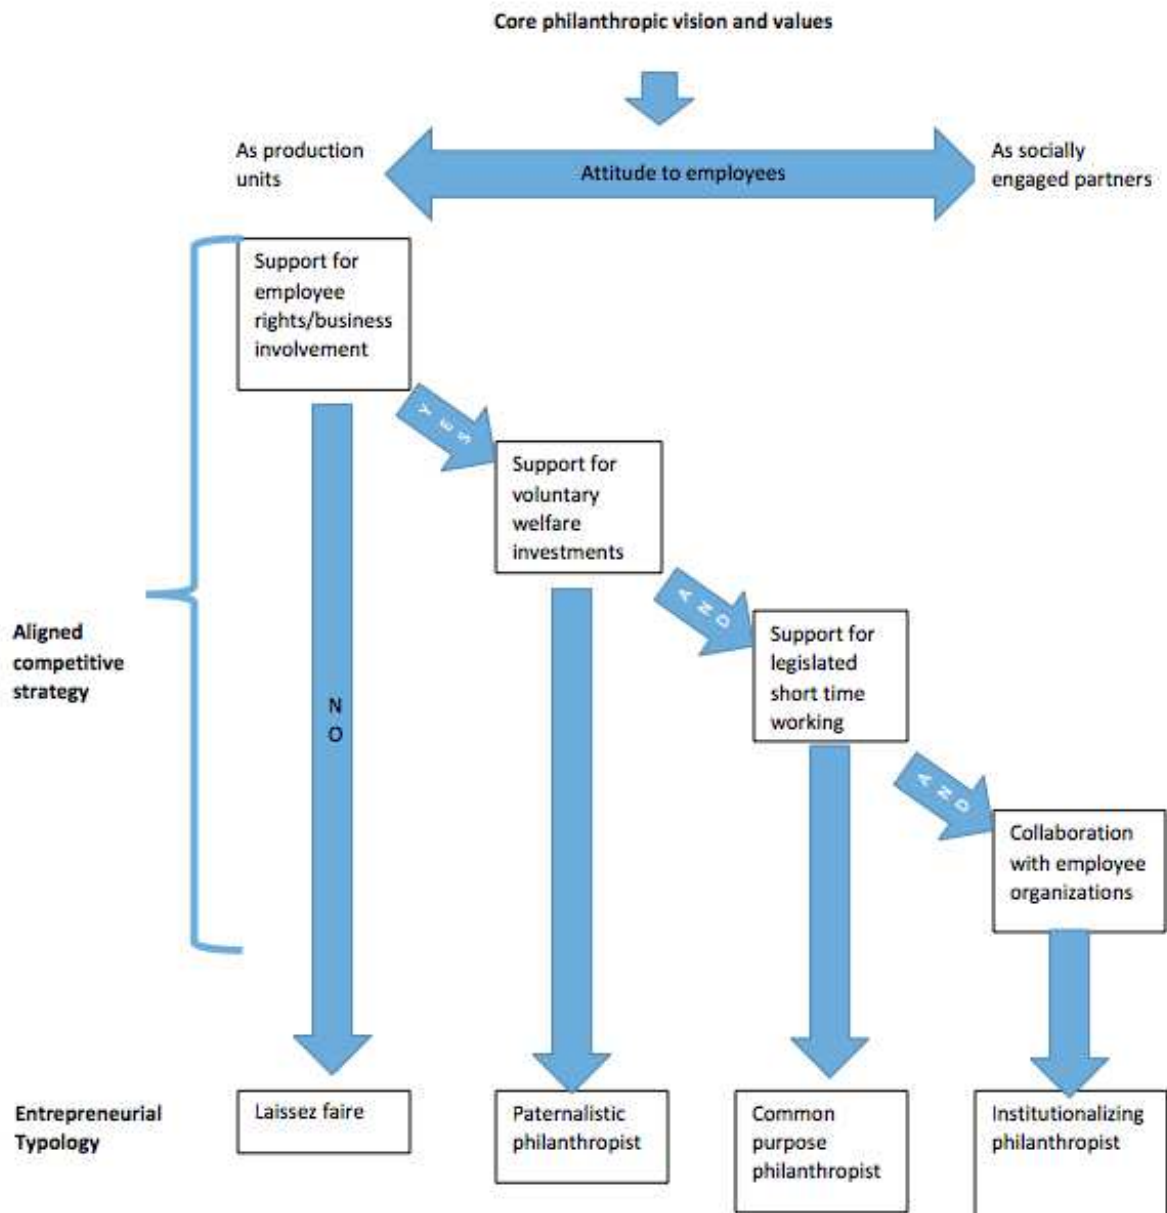 Core philanthropic vision and values
As production
units
Attitude to employees
As socially
engaged partners
Support for
employee
rights/business
involvement
YES
Support for
voluntary
welfare
investments
AND
Aligned
competitive
strategy
Support for
legislated
short time
working
N
O
AND
Collaboration
with employee
organizations
Entrepreneurial
Typology
Laissez faire
Paternalistic
philanthropist
Common
purpose
philanthropist
Institutionalizing
philanthropist